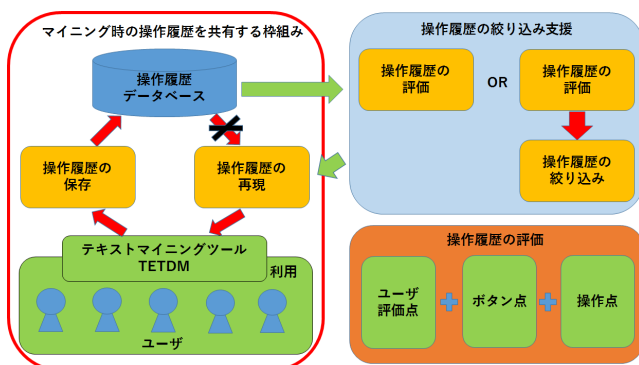 マイニング時の操作履歴を共有する枠組み
操作履歴
データベース
操作履歴の
保存
操作履歴の
再現
テキストマイニングツール
TETDM
利用
ユーザ
操作履歴の絞り込み支援
操作履歴の
評価
OR
操作履歴の
評価
操作履歴の
絞り込み
操作履歴の評価
ユーザ
評価点
ボタン点
操作点